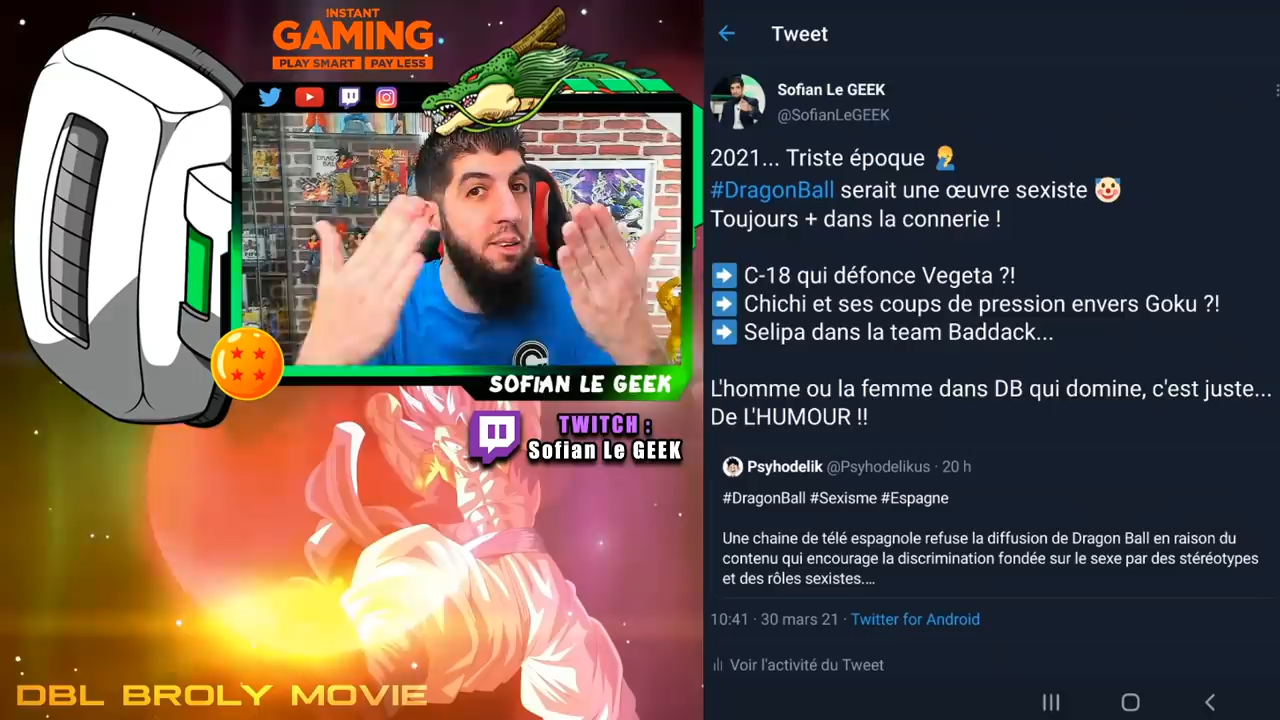 INSTANT
GAMING
PLAY SMART PAY LESS
SOFIAN LE GEEK
TWITCH :
Sofian Le GEEK
DBL BROLY MOVIE
Tweet
Sofian Le GEEK
@SofianLeGEEK
2021... Triste époque 🤦‍♂️
#DragonBall serait une œuvre sexiste 🤡
Toujours + dans la connerie !
➡️ C-18 qui défonce Vegeta ?!
➡️ Chichi et ses coups de pression envers Goku ?!
➡️ Selipa dans la team Baddack...
L'homme ou la femme dans DB qui domine, c'est juste...
De L'HUMOUR !!
Psyhodelik @Psyhodelikus · 20 h
#DragonBall #Sexisme #Espagne
Une chaine de télé espagnole refuse la diffusion de Dragon Ball en raison du
contenu qui encourage la discrimination fondée sur le sexe par des stéréotypes
et des rôles sexistes....
10:41 · 30 mars 21 · Twitter for Android
Voir l'activité du Tweet